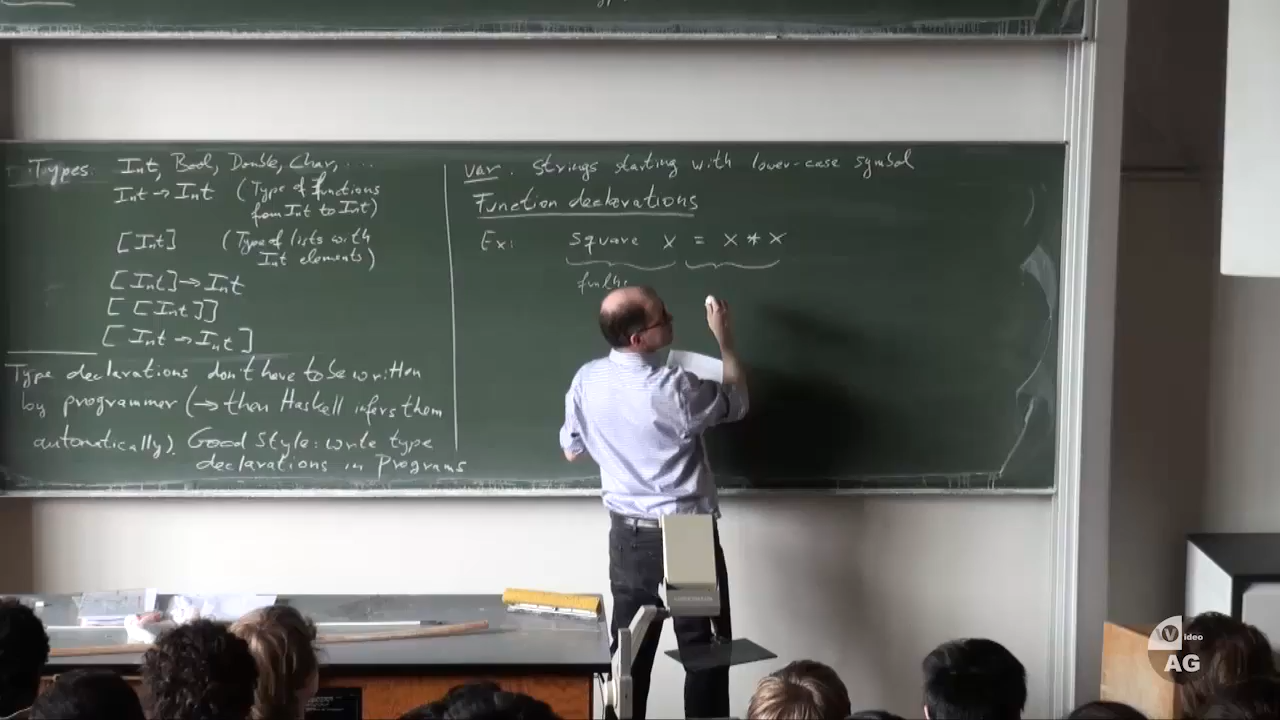 Types: Int, Bool, Double, Char, ....
Int → Int (Type of functions
from Int to Int)
[Int] (Type of lists with
Int elements)
[Int] → Int
[[Int]]
[Int → Int]
Type declarations don't have to be written
by programmer (→ then Haskell infers them
automatically). Good Style: write type
declarations in Programs
var. strings starting with lower-case symbol
Function declarations
Ex: square x = x * x
funlhs
Video
AG